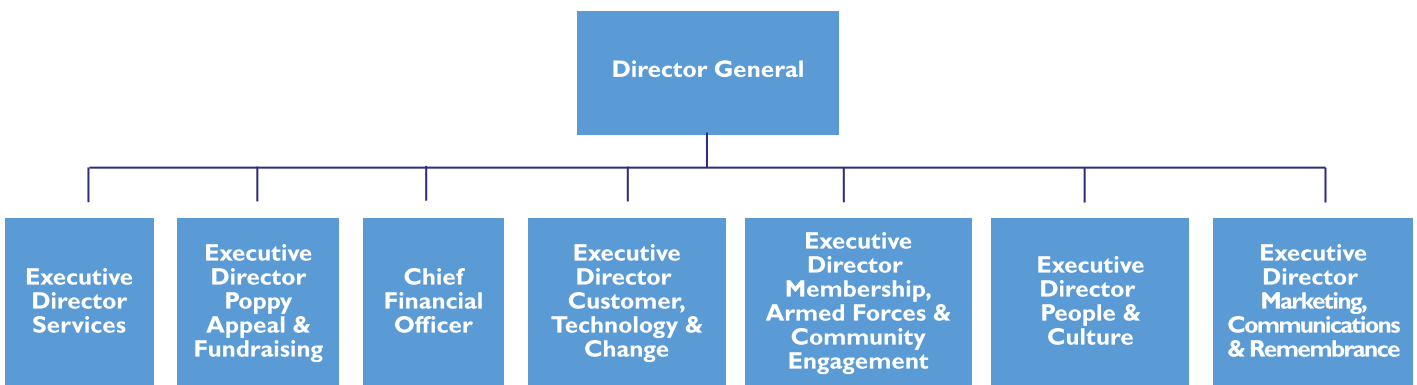 Director General
Executive
Director
Services
Executive
Director
Poppy
Appeal &
Fundraising
Chief
Financial
Officer
Executive
Director
Customer,
Technology &
Change
Executive
Director
Membership,
Armed Forces &
Community
Engagement
Executive
Director
People &
Culture
Executive
Director
Marketing,
Communications
& Remembrance